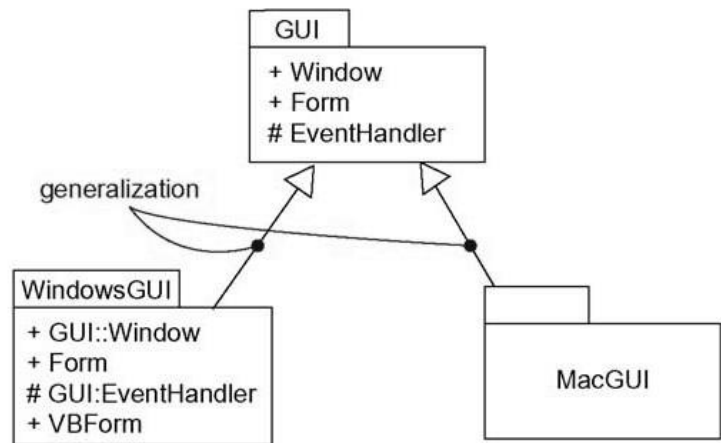 GUI
+ Window
+ Form
# EventHandler
generalization
WindowsGUI
+ GUI::Window
+ Form
# GUI:EventHandler
+ VBForm
MacGUI